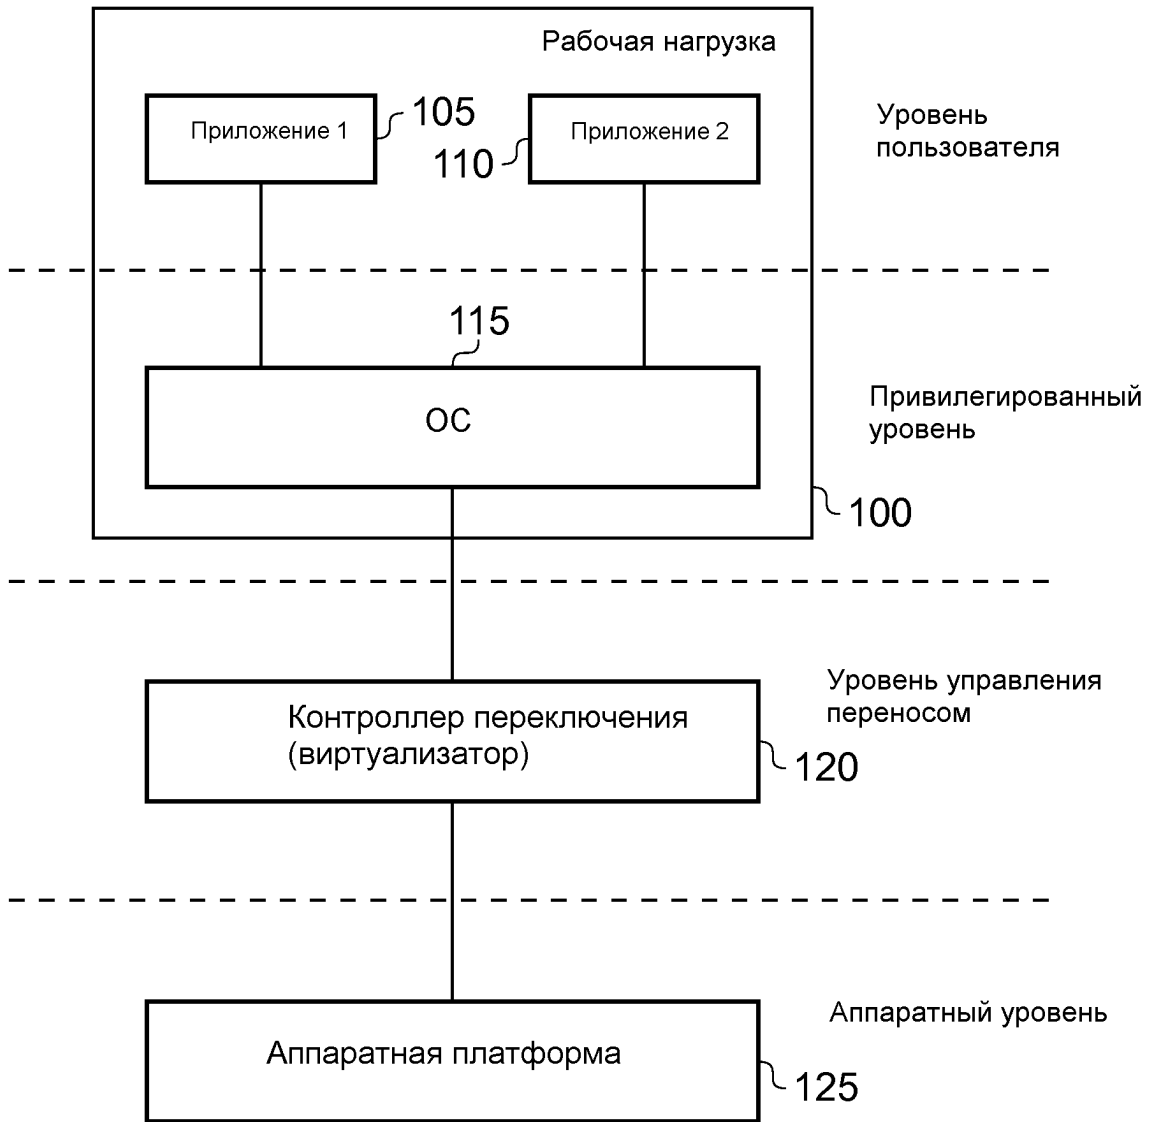 Рабочая нагрузка
Приложение 1
105
110
Приложение 2
Уровень
пользователя
115
ОС
Привилегированный
уровень
100
Контроллер переключения
(виртуализатор)
Уровень управления
переносом
120
Аппаратная платформа
Аппаратный уровень
125